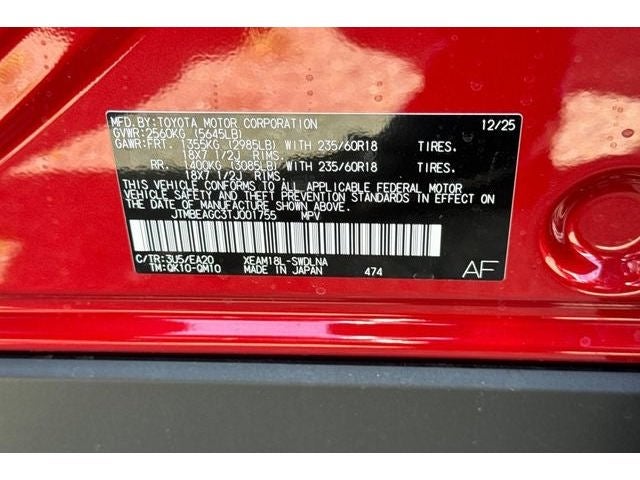 MFD.BY:TOYOTA MOTOR CORPORATION 12/25
GVWR:2560KG (5645LB)
GAWR:FRT. 1355KG (2985LB) WITH 235/60R18 TIRES.
18X7 1/2J RIMS.
RR. 1400KG (3085LB) WITH 235/60R18 TIRES.
18X7 1/2J RIMS.
THIS VEHICLE CONFORMS TO ALL APPLICABLE FEDERAL MOTOR
VEHICLE SAFETY AND THEFT PREVENTION STANDARDS IN EFFECT ON
THE DATE OF MANUFACTURE SHOWN ABOVE.
JTMBEAGC3TJ001755 MPV
C/TR:3U5/EA20 XEAM18L-SWDLNA
TM:QK10-QM10 MADE IN JAPAN 474 AF